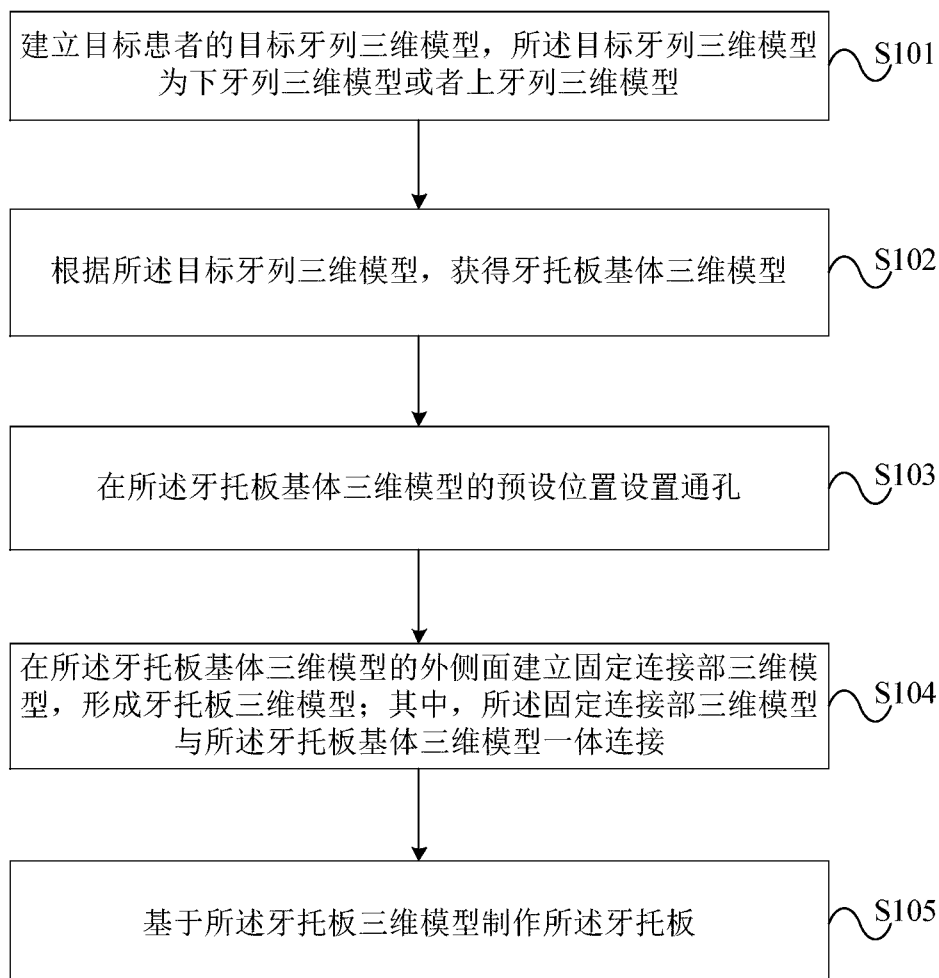 建立目标患者的目标牙列三维模型，所述目标牙列三维模型
为下牙列三维模型或者上牙列三维模型
S101
根据所述目标牙列三维模型，获得牙托板基体三维模型
S102
在所述牙托板基体三维模型的预设位置设置通孔
S103
在所述牙托板基体三维模型的外侧面建立固定连接部三维模
型，形成牙托板三维模型；其中，所述固定连接部三维模型
与所述牙托板基体三维模型一体连接
S104
基于所述牙托板三维模型制作所述牙托板
S105